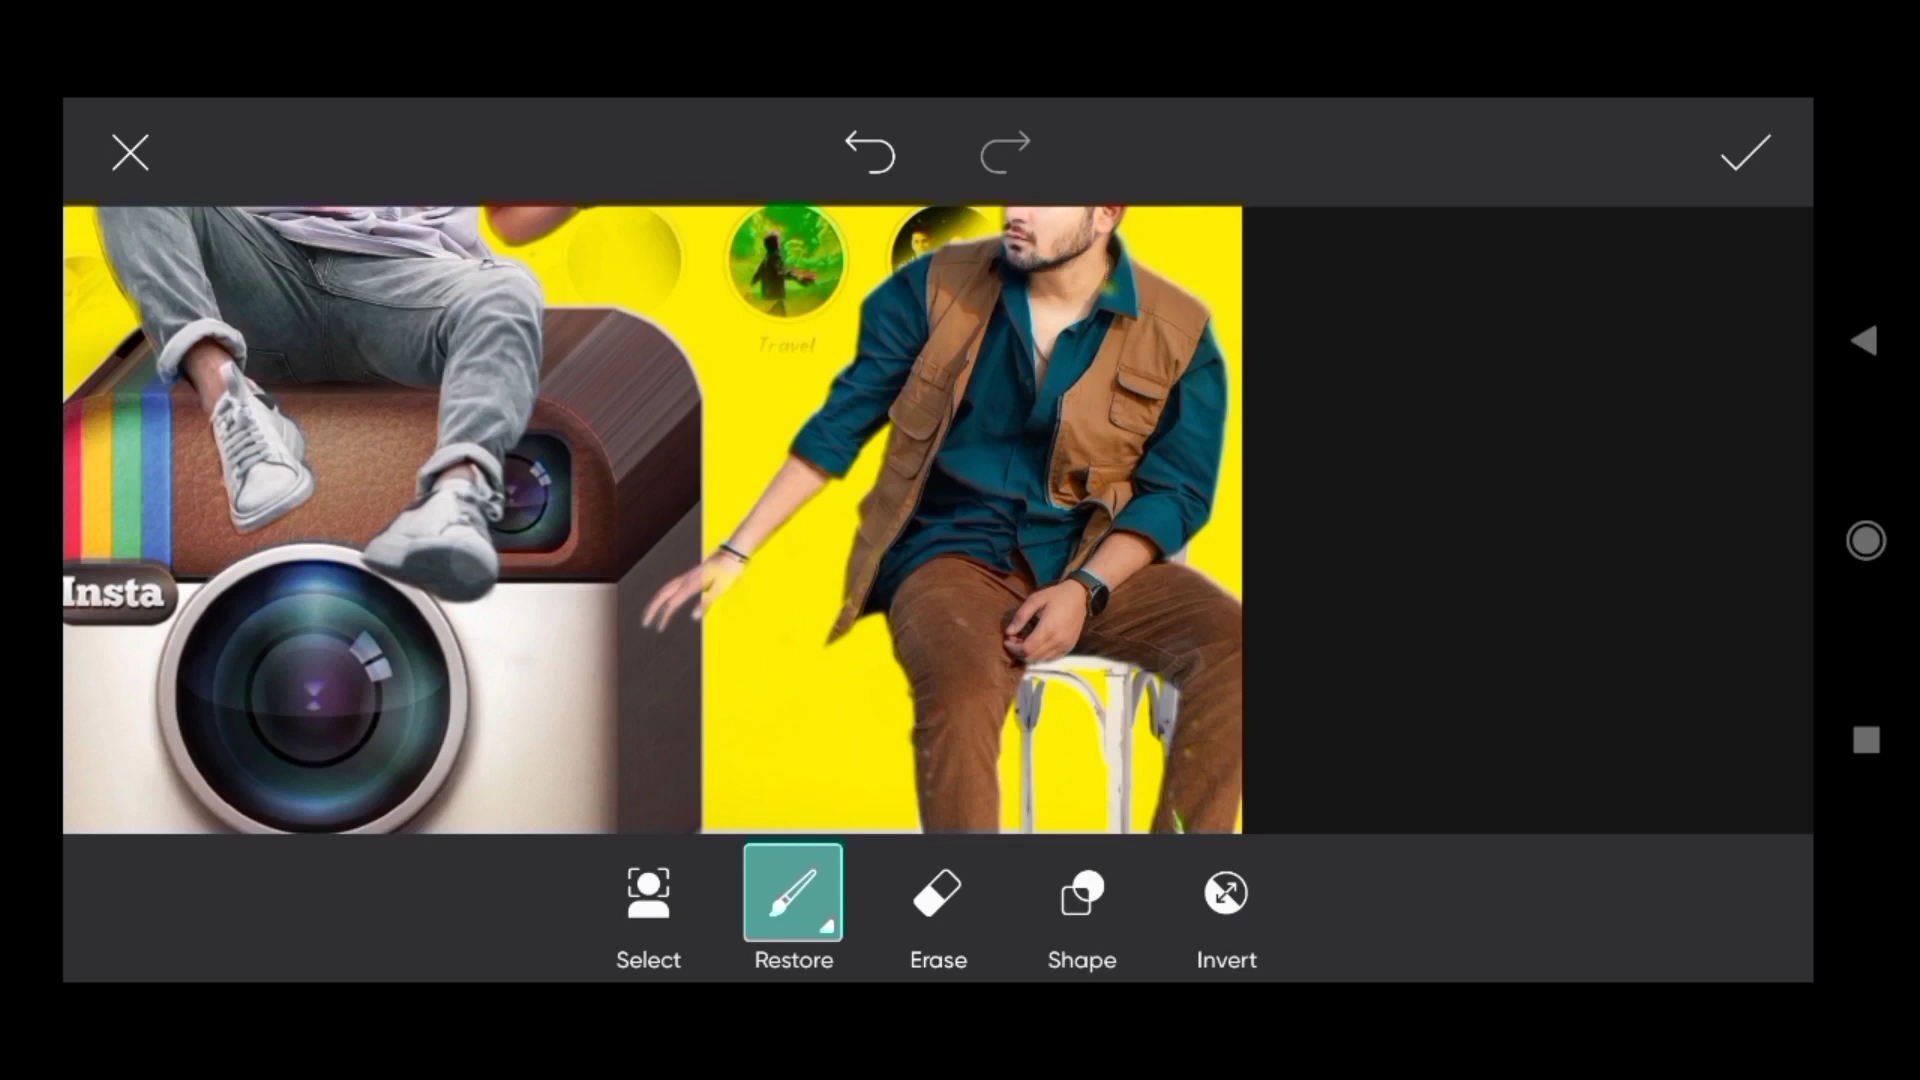 Travel
Insta
Select
Restore
Erase
Shape
Invert